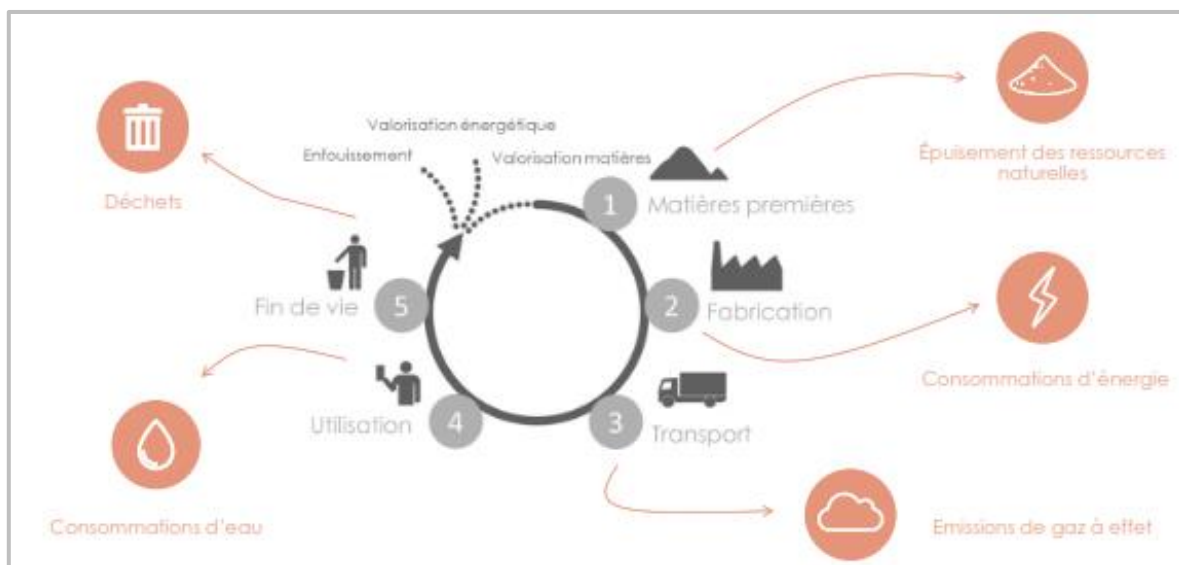 Valorisation énergétique
Enfouissement
Valorisation matières
1
Matières premières
Épuisement des ressources
naturelles
Déchets
2
Fabrication
5
Fin de vie
Consommations d'énergie
4
Utilisation
3
Transport
Consommations d'eau
Emissions de gaz à effet